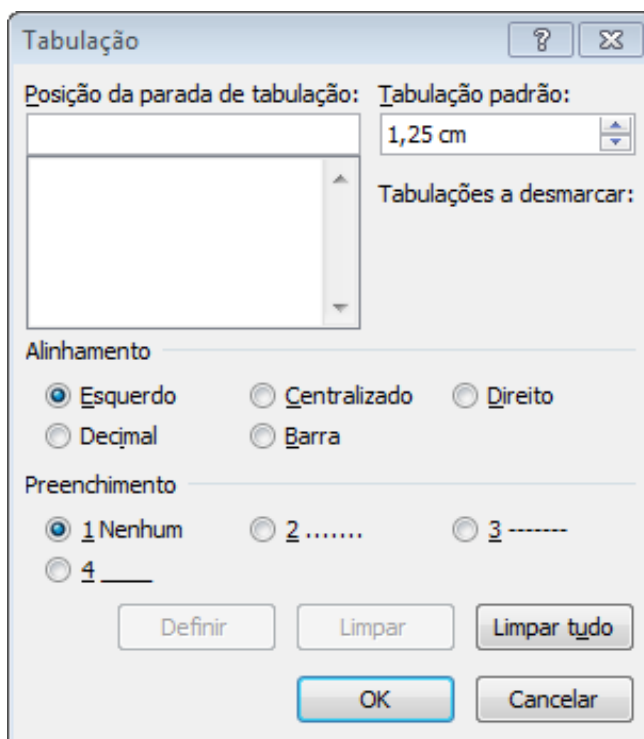 Tabulação
Posição da parada de tabulação: Tabulação padrão:
1,25 cm
Tabulações a desmarcar:
Alinhamento
Esquerdo Centralizado Direito
Decimal Barra
Preenchimento
1 Nenhum 2 ....... 3 -------
4 ____
Definir Limpar Limpar tudo
OK Cancelar